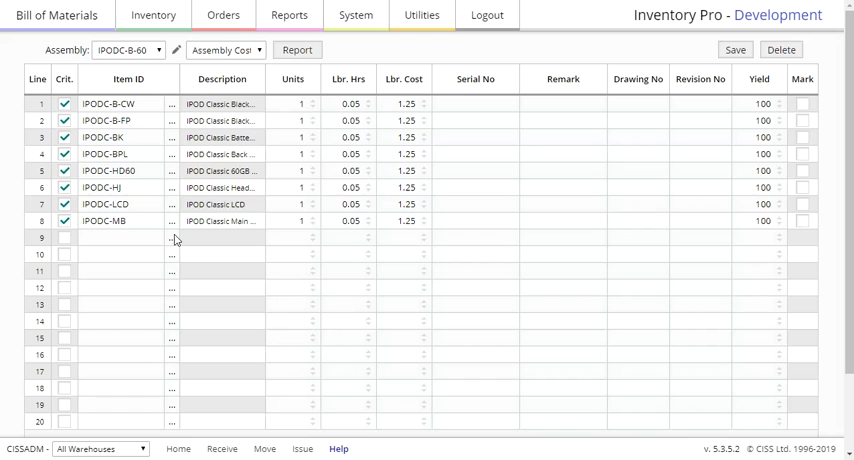 Bill of Materials Inventory Orders Reports System Utilities Logout Inventory Pro - Development
Assembly: IPODC-B-60 Assembly Cost Report Save Delete
Line Crit. Item ID Description Units Lbr. Hrs Lbr. Cost Serial No Remark Drawing No Revision No Yield Mark
1 IPODC-B-CW ... IPOD Classic Black... 1 0.05 1.25 100
2 IPODC-B-FP ... IPOD Classic Black... 1 0.05 1.25 100
3 IPODC-BK ... IPOD Classic Batte... 1 0.05 1.25 100
4 IPODC-BPL ... IPOD Classic Back ... 1 0.05 1.25 100
5 IPODC-HD60 ... IPOD Classic 60GB ... 1 0.05 1.25 100
6 IPODC-HJ ... IPOD Classic Head... 1 0.05 1.25 100
7 IPODC-LCD ... IPOD Classic LCD 1 0.05 1.25 100
8 IPODC-MB ... IPOD Classic Main ... 1 0.05 1.25 100
9 ...
10 ...
11 ...
12 ...
13 ...
14 ...
15 ...
16 ...
17 ...
18 ...
19 ...
20 ...
CISSADM - All Warehouses Home Receive Move Issue Help v. 5.3.5.2 © CISS Ltd. 1996-2019